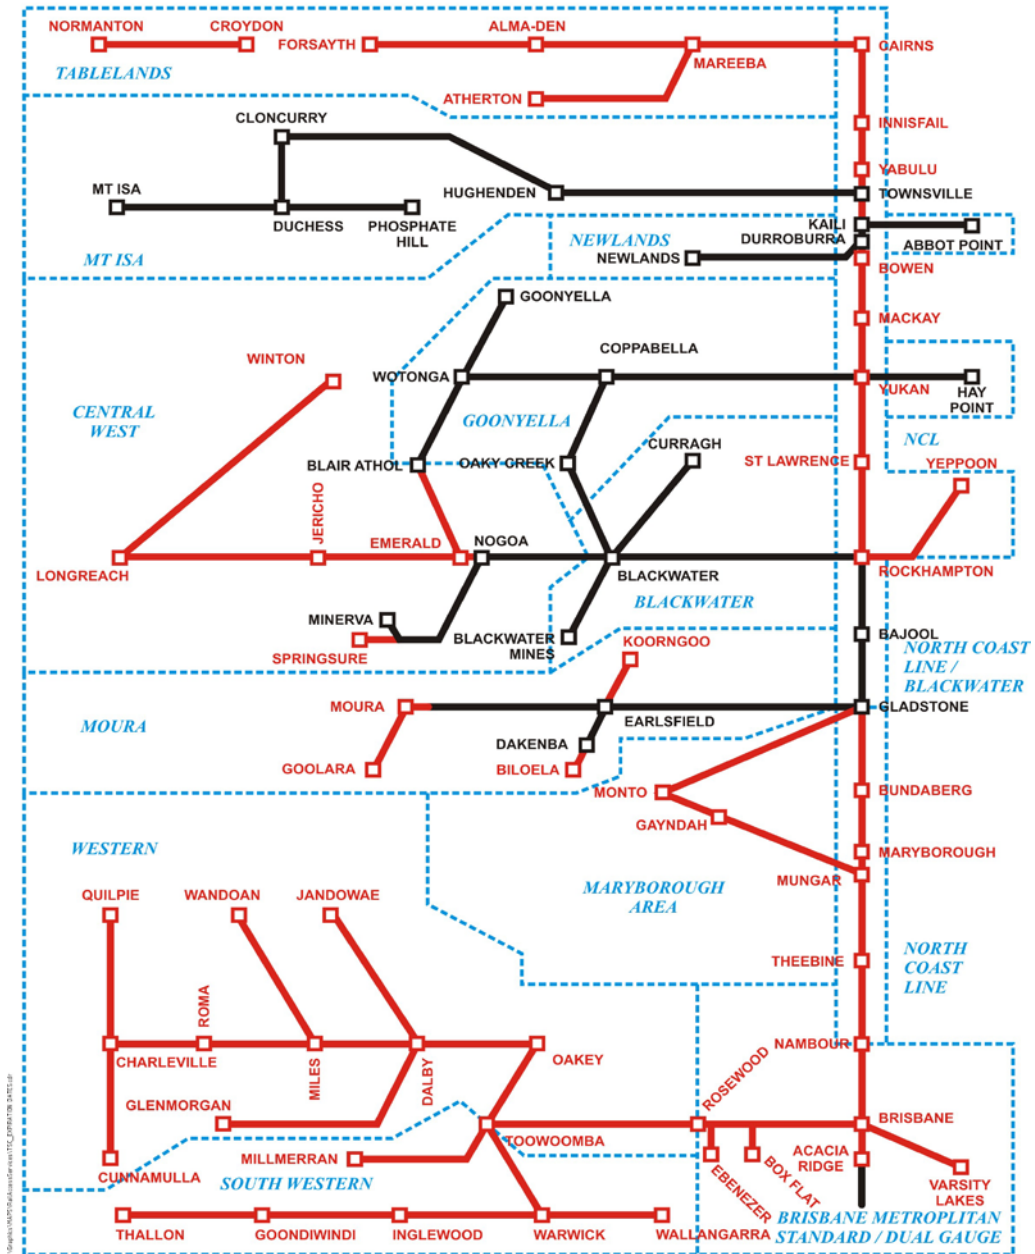 NORMANTON
CROYDON
FORSAYTH
ALMA-DEN
CAIRNS
MAREEBA
TABLELANDS
ATHERTON
CLONCURRY
INNISFAIL
YABULU
MT ISA
HUGHENDEN
TOWNSVILLE
DUCHESS
PHOSPHATE
HILL
KAILI
DURROBURRA
ABBOT POINT
NEWLANDS
NEWLANDS
MT ISA
BOWEN
GOONYELLA
MACKAY
COPPABELLA
WINTON
WOTONGA
YUKAN
HAY
POINT
CENTRAL
WEST
GOONYELLA
CURRAGH
NCL
BLAIR ATHOL
OAKY CREEK
ST LAWRENCE
YEPPOON
JERICHO
EMERALD
NOGOA
LONGREACH
BLACKWATER
ROCKHAMPTON
BLACKWATER
MINERVA
BLACKWATER
MINES
KOORNGOO
BAJOOL
NORTH COAST
LINE /
BLACKWATER
SPRINGSURE
MOURA
MOURA
EARLSFIELD
GLADSTONE
DAKENBA
GOOLARA
BILOELA
MONTO
BUNDABERG
GAYNDAH
WESTERN
MARYBOROUGH
MUNGAR
MARYBOROUGH
AREA
QUILPIE
WANDOAN
JANDOWAE
THEEBINE
NORTH
COAST
LINE
ROMA
CHARLEVILLE
MILES
DALBY
OAKEY
NAMBOUR
ROSEWOOD
GLENMORGAN
TOOWOOMBA
BRISBANE
CUNNAMULLA
MILLMERRAN
SOUTH WESTERN
EBENEZER
BOX FLAT
ACACIA
RIDGE
VARSITY
LAKES
THALLON
GOONDIWINDI
INGLEWOOD
WARWICK
WALLANGARRA
BRISBANE METROPLITAN
STANDARD / DUAL GAUGE